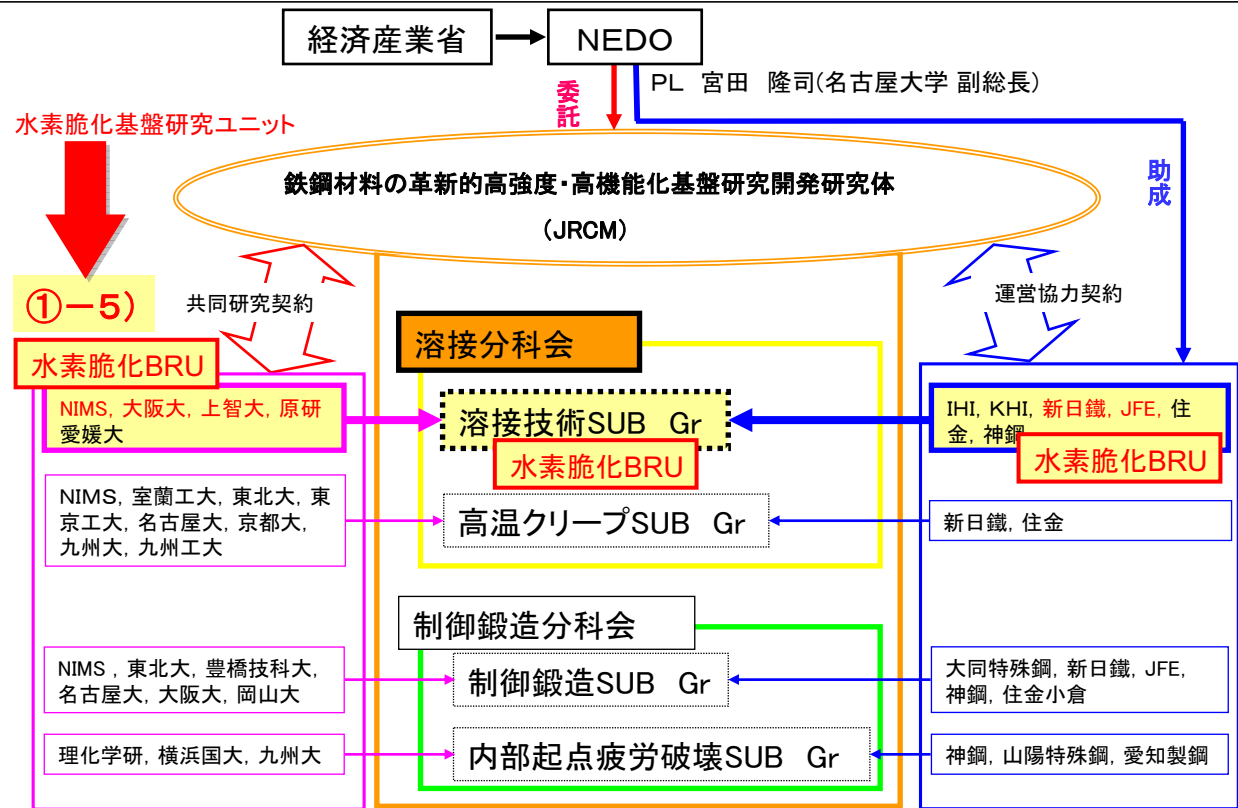 経済産業省
NEDO
委託
PL 宮田 隆司(名古屋大学 副総長)
水素脆化基盤研究ユニット
助成
鉄鋼材料の革新的高強度・高機能化基盤研究開発研究体
(JRCM)
①-5)
共同研究契約
運営協力契約
溶接分科会
水素脆化BRU
NIMS, 大阪大, 上智大, 原研
愛媛大
溶接技術SUB Gr
水素脆化BRU
IHI, KHI, 新日鐵, JFE, 住
金, 神鋼
水素脆化BRU
NIMS, 室蘭工大, 東北大, 東
京工大, 名古屋大, 京都大,
九州大, 九州工大
高温クリープSUB Gr
新日鐵, 住金
制御鍛造分科会
NIMS , 東北大, 豊橋技科大,
名古屋大, 大阪大, 岡山大
制御鍛造SUB Gr
大同特殊鋼, 新日鐵, JFE,
神鋼, 住金小倉
理化学研, 横浜国大, 九州大
内部起点疲労破壊SUB Gr
神鋼, 山陽特殊鋼, 愛知製鋼